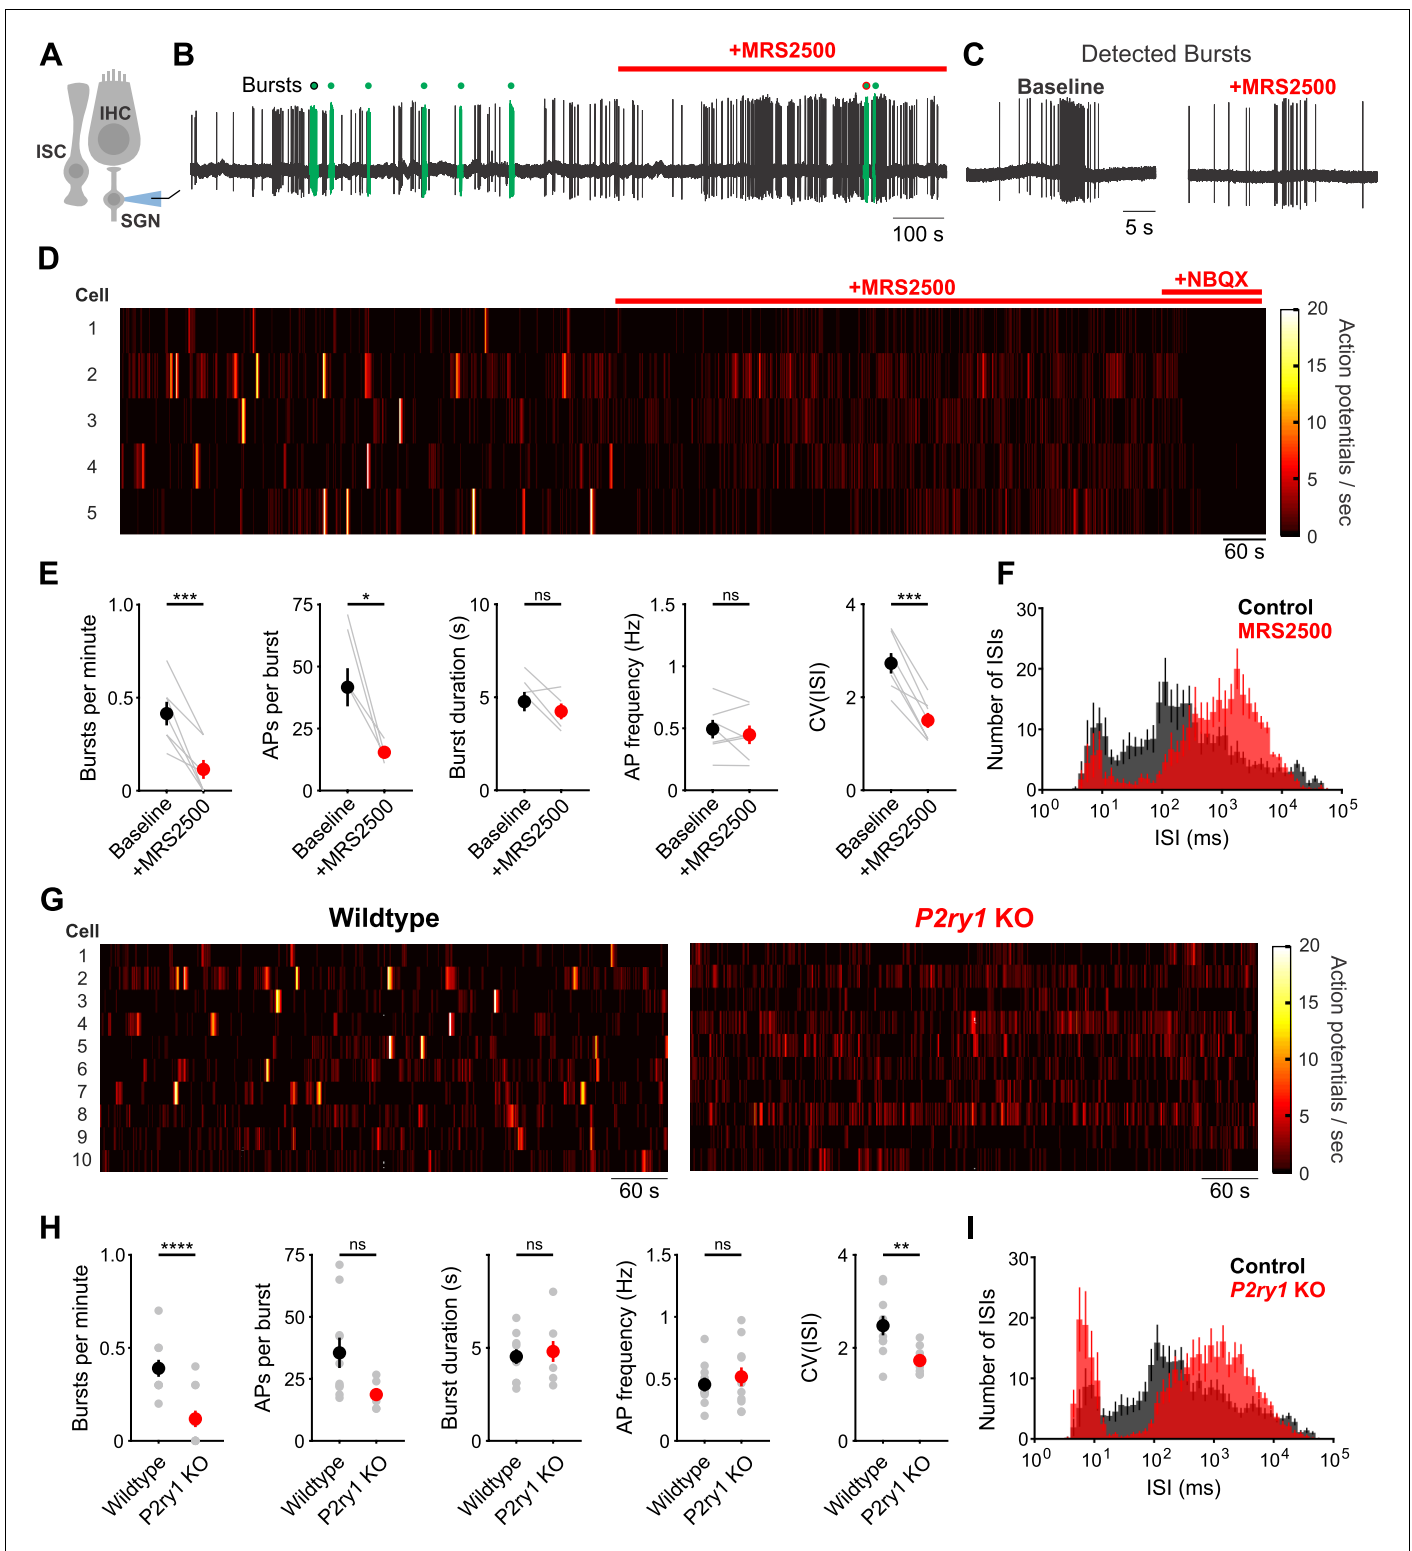 A
IHC
ISC
SGN
B
+MRS2500
Bursts
100 s
C
Detected Bursts
Baseline
+MRS2500
5 s
D
Cell
+MRS2500
+NBQX
1
2
3
4
5
20
15
10
5
0
Action potentials / sec
60 s
E
***
1.0
0.5
0
Bursts per minute
Baseline
+MRS2500
*
75
50
25
0
APs per burst
Baseline
+MRS2500
ns
10
5
0
Burst duration (s)
Baseline
+MRS2500
ns
1.5
1
0.5
0
AP frequency (Hz)
Baseline
+MRS2500
***
4
2
0
CV(ISI)
Baseline
+MRS2500
F
Control
MRS2500
30
20
10
0
Number of ISIs
10^0 10^1 10^2 10^3 10^4 10^5
ISI (ms)
G
Wildtype
P2ry1 KO
Cell
1
2
3
4
5
6
7
8
9
10
20
15
10
5
0
Action potentials / sec
60 s
60 s
H
****
1.0
0.5
0
Bursts per minute
Wildtype
P2ry1 KO
ns
75
50
25
0
APs per burst
Wildtype
P2ry1 KO
ns
5
0
Burst duration (s)
Wildtype
P2ry1 KO
ns
1.5
1
0.5
0
AP frequency (Hz)
Wildtype
P2ry1 KO
**
4
2
0
CV(ISI)
Wildtype
P2ry1 KO
I
Control
P2ry1 KO
30
20
10
0
Number of ISIs
10^0 10^1 10^2 10^3 10^4 10^5
ISI (ms)